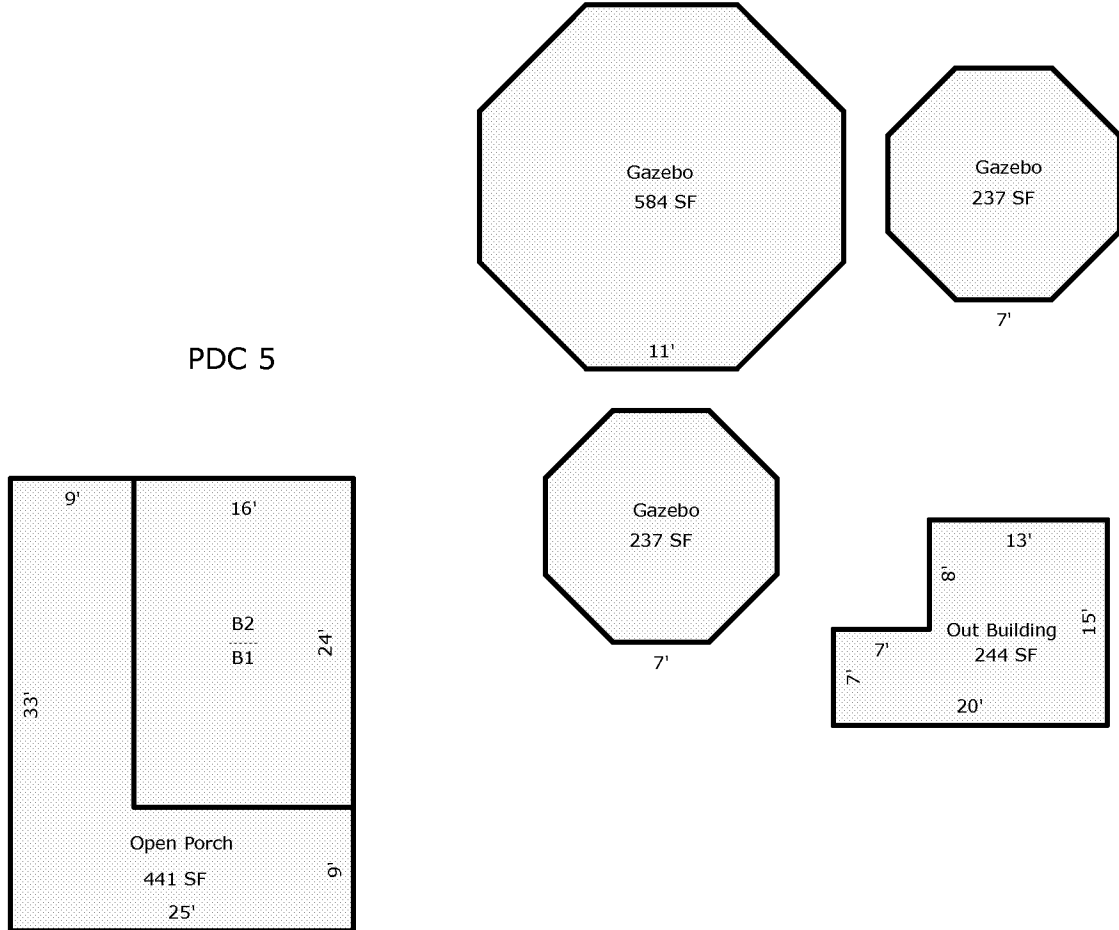 Gazebo
584 SF
11'
Gazebo
237 SF
7'
PDC 5
Gazebo
237 SF
7'
9'
16'
B2
B1
24'
33'
Open Porch
441 SF
9'
25'
13'
8'
Out Building
244 SF
15'
7'
7'
20'